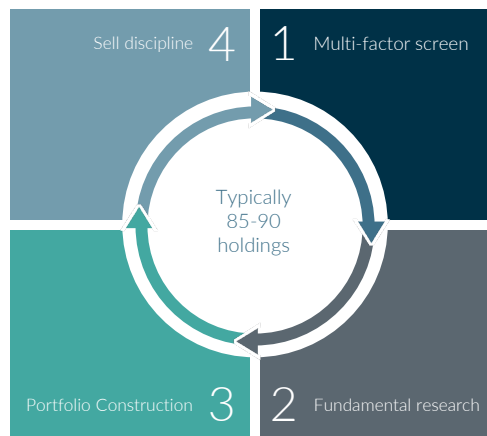 Sell discipline 4
1 Multi-factor screen
Typically
85-90
holdings
Portfolio Construction 3
2 Fundamental research